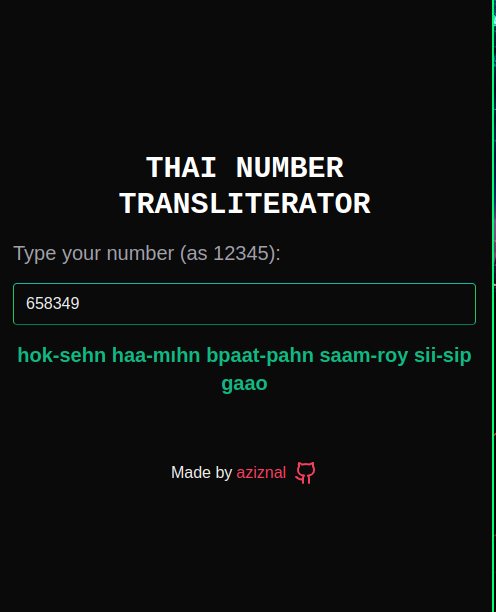 THAI NUMBER
TRANSLITERATOR
Type your number (as 12345):
658349
hok-sehn haa-mıhn bpaat-pahn saam-roy sii-sip
gaao
Made by aziznal